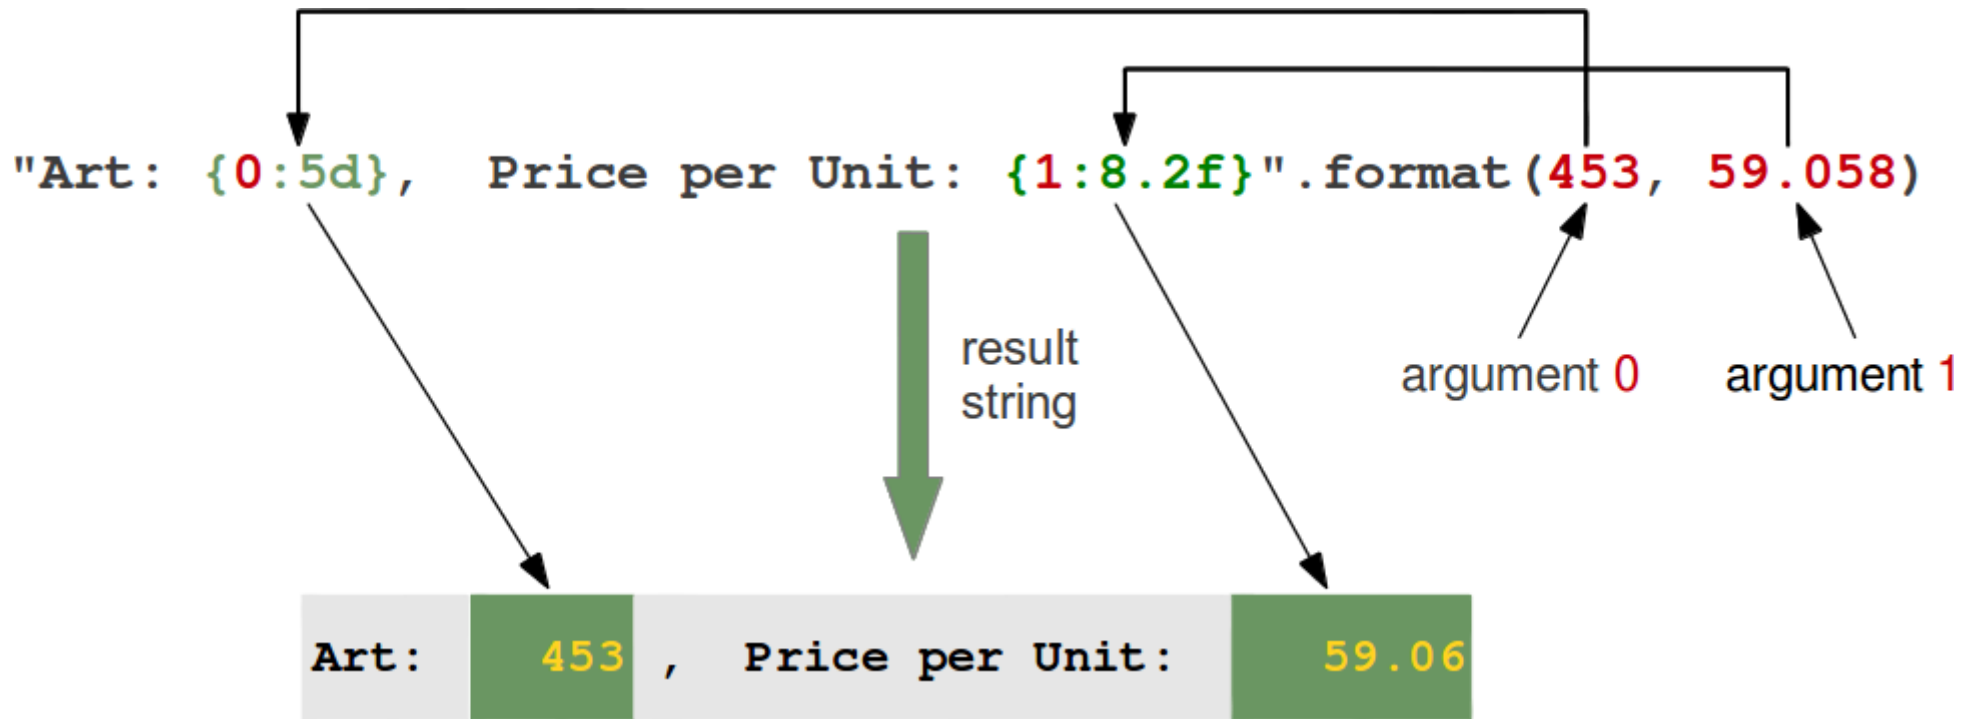 "Art: {0:5d},  Price per Unit: {1:8.2f}".format(453, 59.058)
result
string
argument 0 argument 1
Art:   453 ,  Price per Unit:    59.06